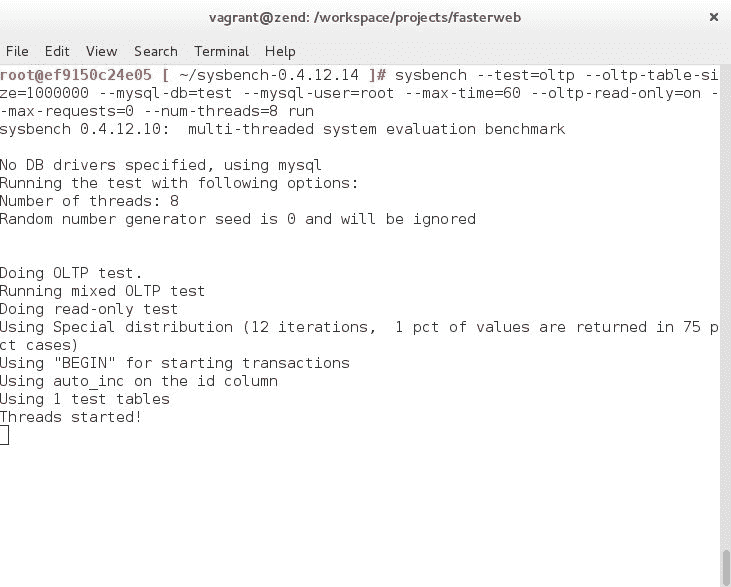 vagrant@zend: /workspace/projects/fasterweb
×
File Edit View Search Terminal Help
root@ef9150c24e05 [ ~/sysbench-0.4.12.14 ]# sysbench --test=oltp --oltp-table-si
ze=1000000 --mysql-db=test --mysql-user=root --max-time=60 --oltp-read-only=on -
-max-requests=0 --num-threads=8 run
sysbench 0.4.12.10:  multi-threaded system evaluation benchmark

No DB drivers specified, using mysql
Running the test with following options:
Number of threads: 8
Random number generator seed is 0 and will be ignored


Doing OLTP test.
Running mixed OLTP test
Doing read-only test
Using Special distribution (12 iterations,  1 pct of values are returned in 75 p
ct cases)
Using "BEGIN" for starting transactions
Using auto_inc on the id column
Using 1 test tables
Threads started!